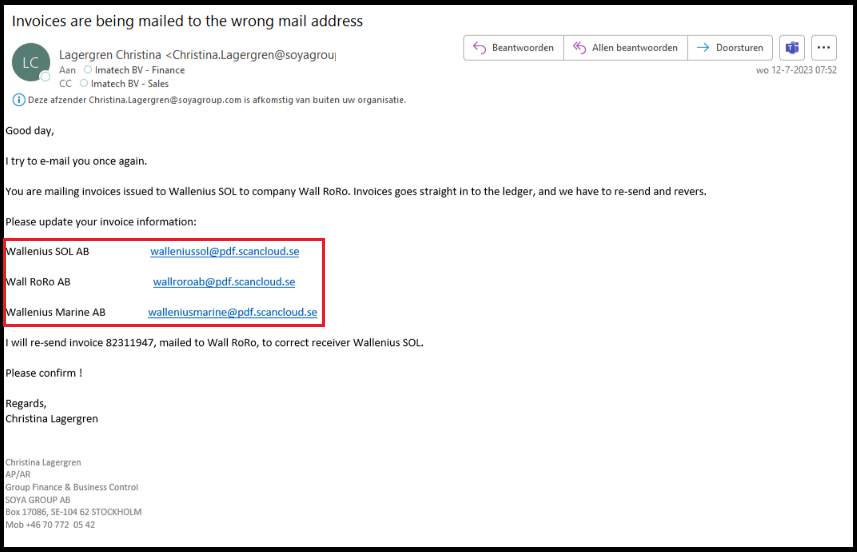 Invoices are being mailed to the wrong mail address
LC
Lagergren Christina <Christina.Lagergren@soyagroup
Beantwoorden
Allen beantwoorden
Doorsturen
Aan Imatech BV - Finance
CC Imatech BV - Sales
wo 12-7-2023 07:52
Deze afzender Christina.Lagergren@soyagroup.com is afkomstig van buiten uw organisatie.
Good day,
I try to e-mail you once again.
You are mailing invoices issued to Wallenius SOL to company Wall RoRo. Invoices goes straight in to the ledger, and we have to re-send and revers.
Please update your invoice information:
Wallenius SOL AB walleniussol@pdf.scancloud.se
Wall RoRo AB wallroroab@pdf.scancloud.se
Wallenius Marine AB walleniusmarine@pdf.scancloud.se
I will re-send invoice 82311947, mailed to Wall RoRo, to correct receiver Wallenius SOL.
Please confirm !
Regards,
Christina Lagergren
Christina Lagergren
AP/AR
Group Finance & Business Control
SOYA GROUP AB
Box 17086, SE-104 62 STOCKHOLM
Mob +46 70 772 05 42